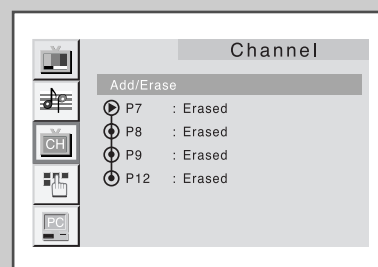 Channel
Add/Erase
P7 : Erased
P8 : Erased
CH
P9 : Erased
P12 : Erased
PC